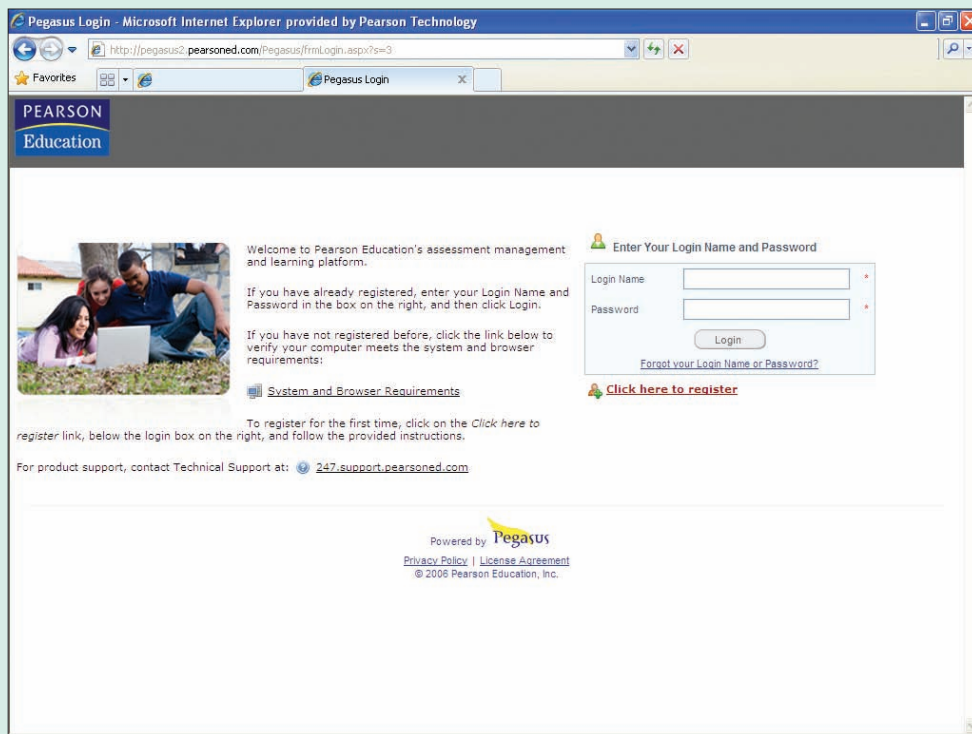 Pegasus Login - Microsoft Internet Explorer provided by Pearson Technology
http://pegasus2.pearsoned.com/Pegasus/frmLogin.aspx?s=3
Favorites
Pegasus Login
PEARSON
Education
Welcome to Pearson Education's assessment management
and learning platform.
If you have already registered, enter your Login Name and
Password in the box on the right, and then click Login.
If you have not registered before, click the link below to
verify your computer meets the system and browser
requirements:
System and Browser Requirements
To register for the first time, click on the Click here to
register link, below the login box on the right, and follow the provided instructions.
For product support, contact Technical Support at: 247.support.pearsoned.com
Enter Your Login Name and Password
Login Name *
Password *
Login
Forgot your Login Name or Password?
Click here to register
Powered by Pegasus
Privacy Policy | License Agreement
© 2006 Pearson Education, Inc.